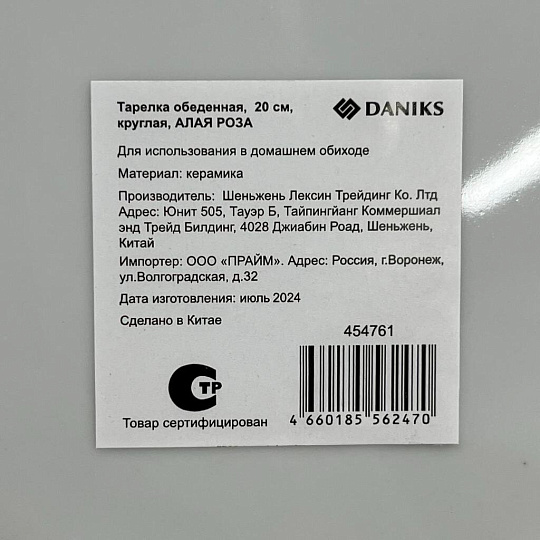 Тарелка обеденная, 20 см,
круглая, АЛАЯ РОЗА
DANIKS
Для использования в домашнем обиходе
Материал: керамика
Производитель: Шеньжень Лексин Трейдинг Ко. Лтд
Адрес: Юнит 505, Тауэр Б, Тайпингйанг Коммершиал
энд Трейд Билдинг, 4028 Джиабин Роад, Шеньжень,
Китай
Импортер: ООО «ПРАЙМ». Адрес: Россия, г.Воронеж,
ул.Волгоградская, д.32
Дата изготовления: июль 2024
Сделано в Китае
454761
СТР
Товар сертифицирован
4 660185 562470